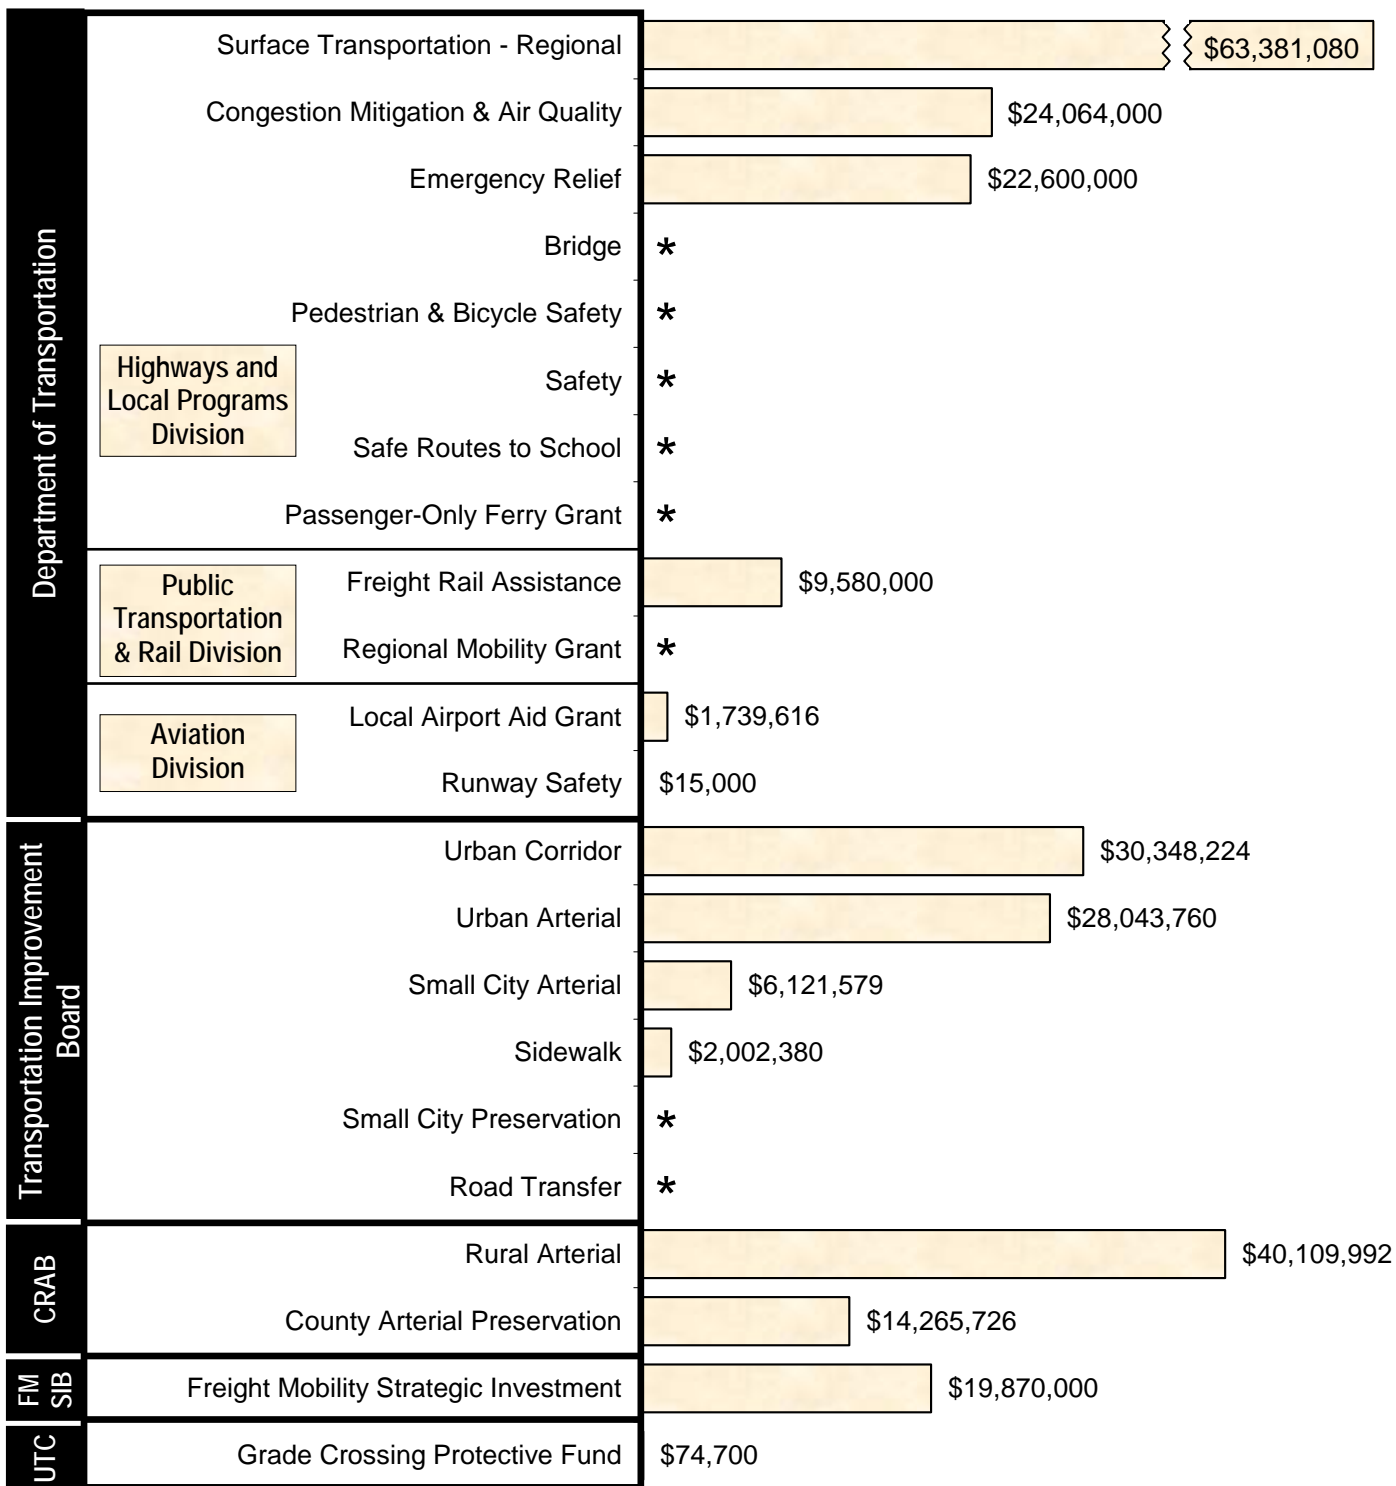 Department of Transportation
Surface Transportation - Regional $63,381,080
Congestion Mitigation & Air Quality $24,064,000
Emergency Relief $22,600,000
Bridge *
Pedestrian & Bicycle Safety *
Highways and
Local Programs
Division
Safety *
Safe Routes to School *
Passenger-Only Ferry Grant *
Public
Transportation
& Rail Division
Freight Rail Assistance $9,580,000
Regional Mobility Grant *
Aviation
Division
Local Airport Aid Grant $1,739,616
Runway Safety $15,000
Transportation Improvement
Board
Urban Corridor $30,348,224
Urban Arterial $28,043,760
Small City Arterial $6,121,579
Sidewalk $2,002,380
Small City Preservation *
Road Transfer *
CRAB
Rural Arterial $40,109,992
County Arterial Preservation $14,265,726
FM
SIB
Freight Mobility Strategic Investment $19,870,000
UTC
Grade Crossing Protective Fund $74,700